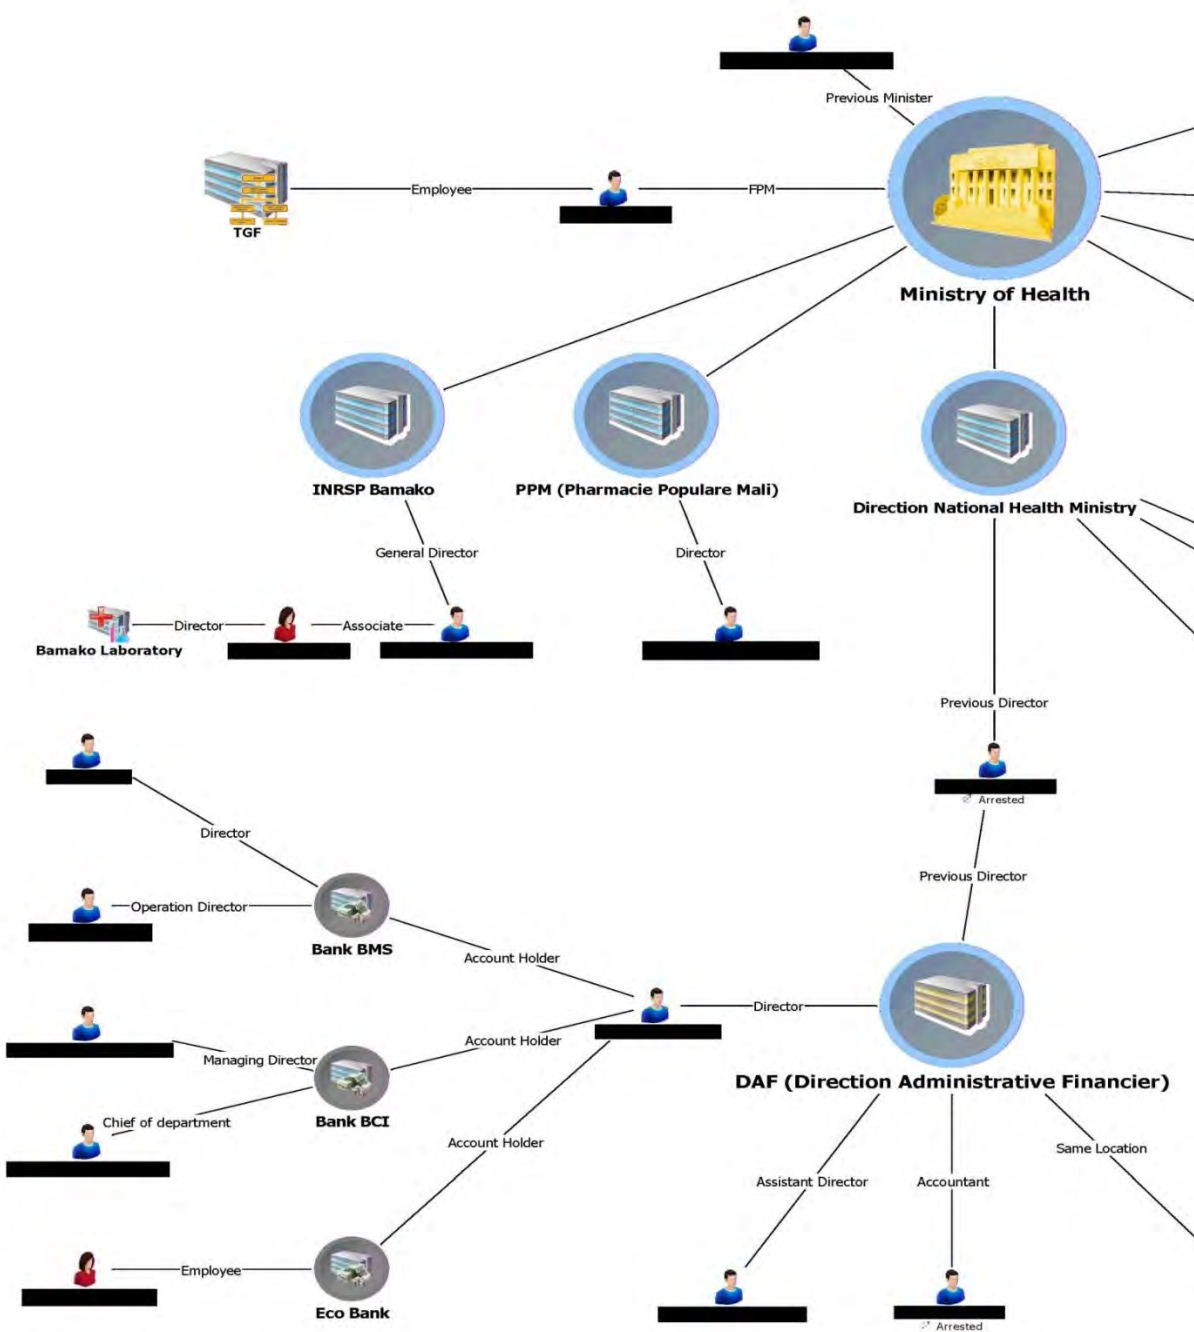 Previous Minister
Employee
FPM
TGF
Ministry of Health
INRSP Bamako
PPM (Pharmacie Populare Mali)
Direction National Health Ministry
General Director
Director
Director
Associate
Bamako Laboratory
Previous Director
Arrested
Director
Previous Director
Operation Director
Bank BMS
Account Holder
Director
Account Holder
Managing Director
DAF (Direction Administrative Financier)
Chief of department
Bank BCI
Account Holder
Same Location
Assistant Director
Accountant
Employee
Eco Bank
Arrested